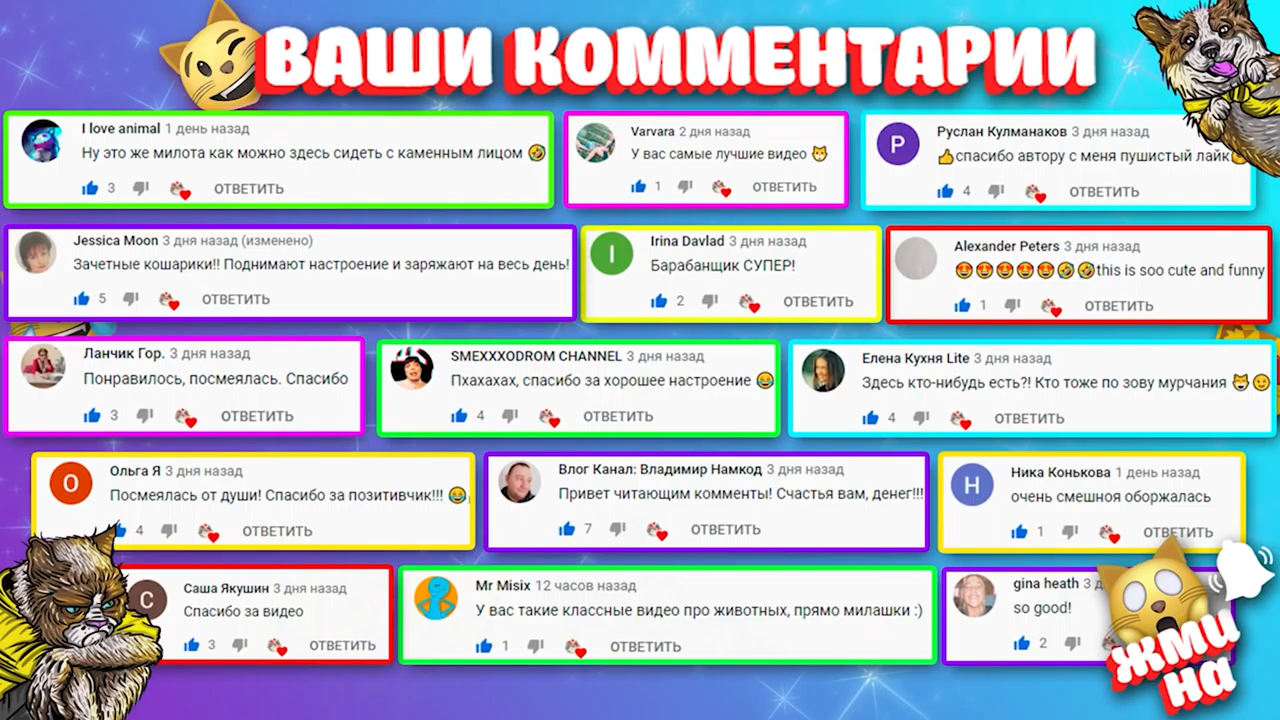 ВАШИ КОММЕНТАРИИ
I love animal 1 день назад
Ну это же милота как можно здесь сидеть с каменным лицом 🤣
3 ОТВЕТИТЬ
Varvara 2 дня назад
У вас самые лучшие видео 😺
1 ОТВЕТИТЬ
Руслан Кулманаков 3 дня назад
👍спасибо автору с меня пушистый лайк
4 ОТВЕТИТЬ
Jessica Moon 3 дня назад (изменено)
Зачетные кошарики!! Поднимают настроение и заряжают на весь день!
5 ОТВЕТИТЬ
Irina Davlad 3 дня назад
Барабанщик СУПЕР!
2 ОТВЕТИТЬ
Alexander Peters 3 дня назад
🤩🤩🤩🤩🤩🤣🤣this is soo cute and funny
1 ОТВЕТИТЬ
Ланчик Гор. 3 дня назад
Понравилось, посмеялась. Спасибо
3 ОТВЕТИТЬ
SMEXXXODROM CHANNEL 3 дня назад
Пхахахах, спасибо за хорошее настроение 😂
4 ОТВЕТИТЬ
Елена Кухня Lite 3 дня назад
Здесь кто-нибудь есть?! Кто тоже по зову мурчания 😺😉
4 ОТВЕТИТЬ
О
Ольга Я 3 дня назад
Посмеялась от души! Спасибо за позитивчик!!! 😂
4 ОТВЕТИТЬ
Влог Канал: Владимир Намкод 3 дня назад
Привет читающим комменты! Счастья вам, денег!!!
7 ОТВЕТИТЬ
Н
Ника Конькова 1 день назад
очень смешноя оборжалась
1 ОТВЕТИТЬ
С
Саша Якушин 3 дня назад
Спасибо за видео
3 ОТВЕТИТЬ
Mr Misix 12 часов назад
У вас такие классные видео про животных, прямо милашки :)
1 ОТВЕТИТЬ
gina heath 3
so good!
2
Р
I
ЖМИ
на